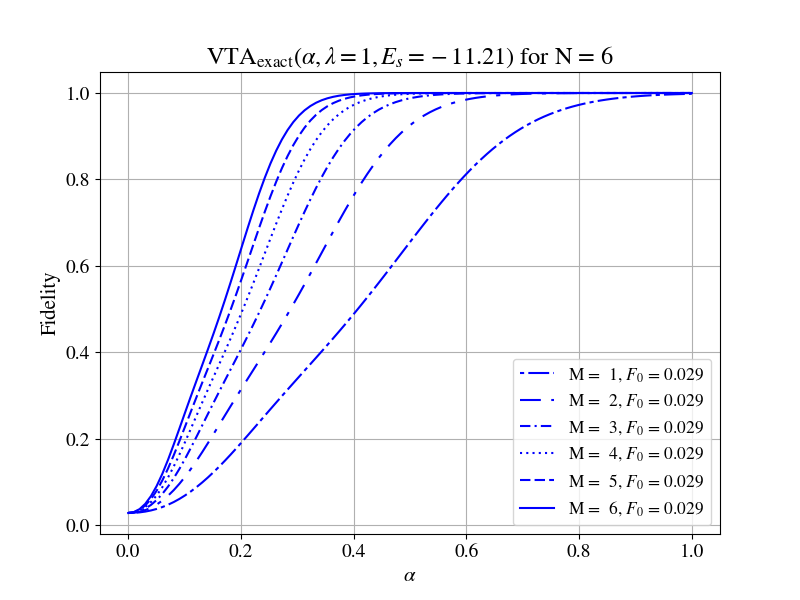 VTA_exact(α, λ = 1, E_s = −11.21) for N = 6
Fidelity
1.0
0.8
0.6
0.4
0.2
0.0
M = 1, F_0 = 0.029
M = 2, F_0 = 0.029
M = 3, F_0 = 0.029
M = 4, F_0 = 0.029
M = 5, F_0 = 0.029
M = 6, F_0 = 0.029
0.0 0.2 0.4 0.6 0.8 1.0
α